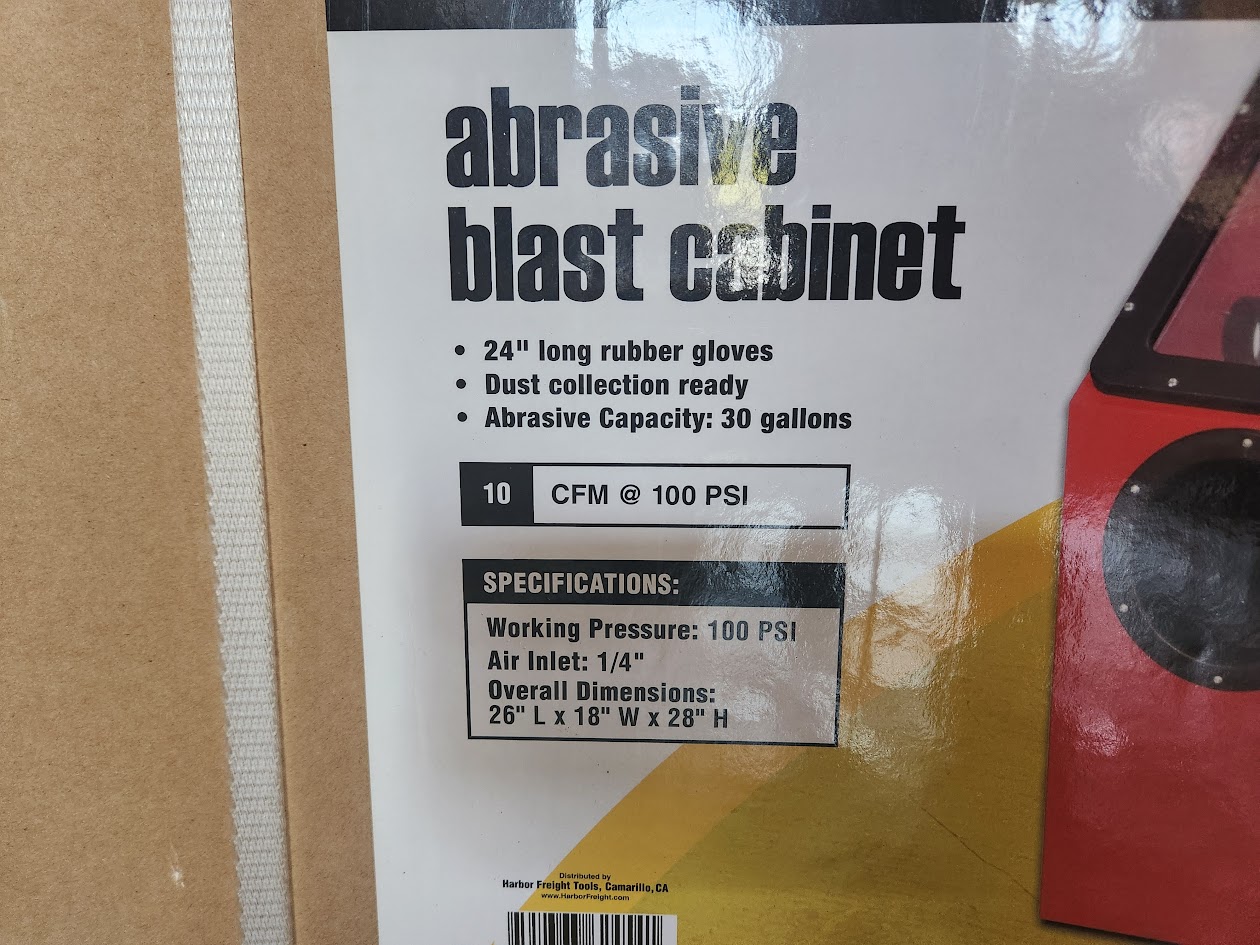 abrasive
blast cabinet
• 24" long rubber gloves
• Dust collection ready
• Abrasive Capacity: 30 gallons
10 CFM @ 100 PSI
SPECIFICATIONS:
Working Pressure: 100 PSI
Air Inlet: 1/4"
Overall Dimensions:
26" L x 18" W x 28" H
Distributed by
Harbor Freight Tools, Camarillo, CA
www.HarborFreight.com